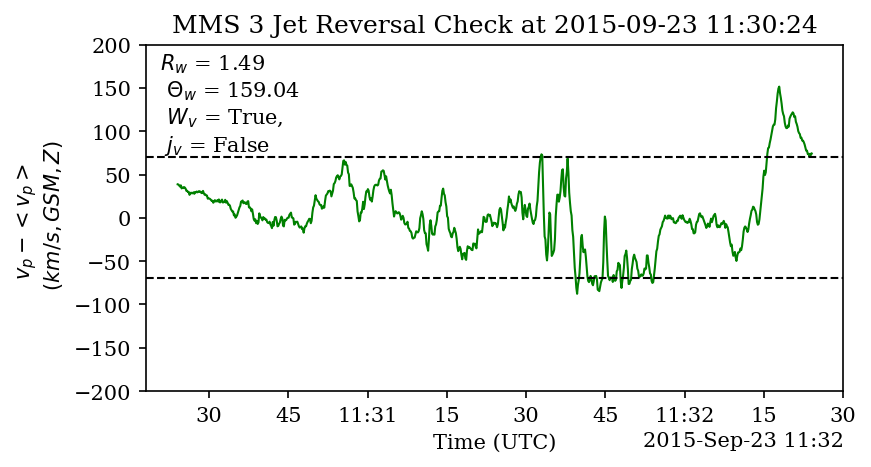 MMS 3 Jet Reversal Check at 2015-09-23 11:30:24
R_w = 1.49
Θ_w = 159.04
W_v = True,
j_v = False
200
150
100
50
0
−50
−100
−150
−200
v_p − < v_p >
(km/s, GSM, Z)
30 45 11:31 15 30 45 11:32 15 30
Time (UTC)
2015-Sep-23 11:32